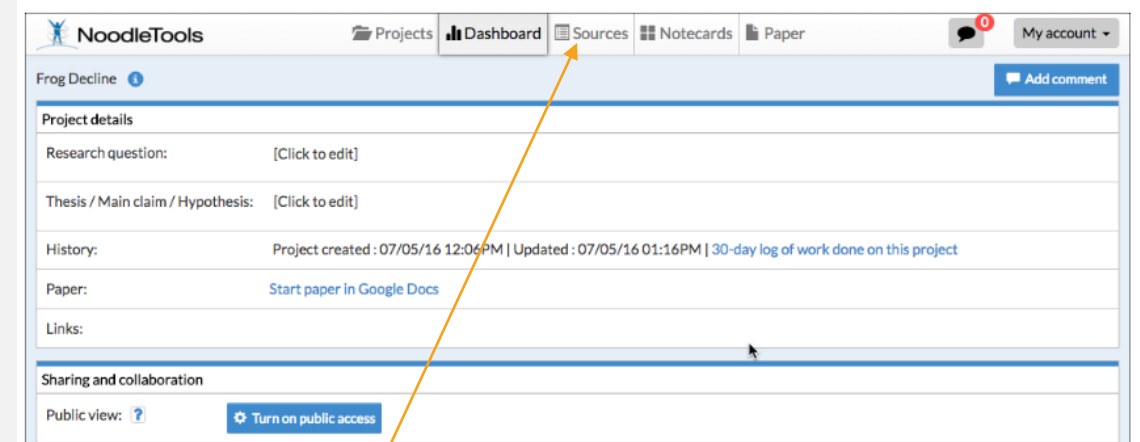 NoodleTools Projects Dashboard Sources Notecards Paper 0 My account
Frog Decline Add comment
Project details
Research question: [Click to edit]
Thesis / Main claim / Hypothesis: [Click to edit]
History: Project created : 07/05/16 12:06PM | Updated : 07/05/16 01:16PM | 30-day log of work done on this project
Paper: Start paper in Google Docs
Links:
Sharing and collaboration
Public view: ? Turn on public access